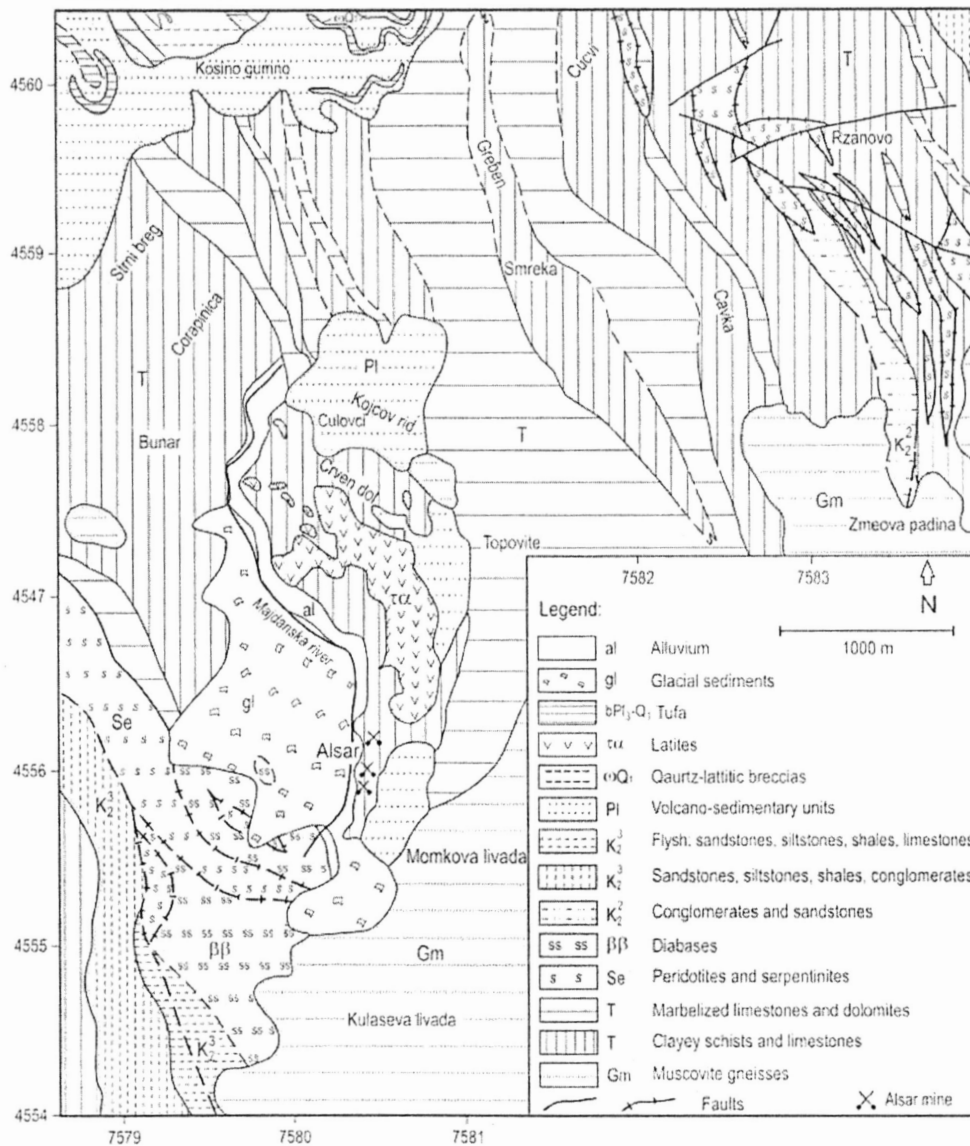 ωQ₁
Kosino gumno
4560
Cucvi
T
Rzanovo
Greben
4559
Strni breg
Smreka
Corapinica
Cavka
Pl
T
Kojcov rid.
Culovci
4558
T
Bunar
K₂²
Crven dol
Gm
Zmeova padina
Topovite
4547
al
τα
Majdanska river
7582
7583
N
1000 m
gl
Se
Alsar
4556
K₂³
Momkova livada
4555
ββ
Gm
Kulaseva livada
K₂³
4554
7579
7580
7581
Legend:
al Alluvium
gl Glacial sediments
bPl₃-Q₁ Tufa
τα Latites
ωQ₁ Qaurtz-lattitic breccias
Pl Volcano-sedimentary units
K₂³ Flysh: sandstones, siltstones, shales, limestones
K₂³ Sandstones, siltstones, shales, conglomerates
K₂² Conglomerates and sandstones
ββ Diabases
Se Peridotites and serpentinites
T Marbelized limestones and dolomites
T Clayey schists and limestones
Gm Muscovite gneisses
Faults
Alsar mine